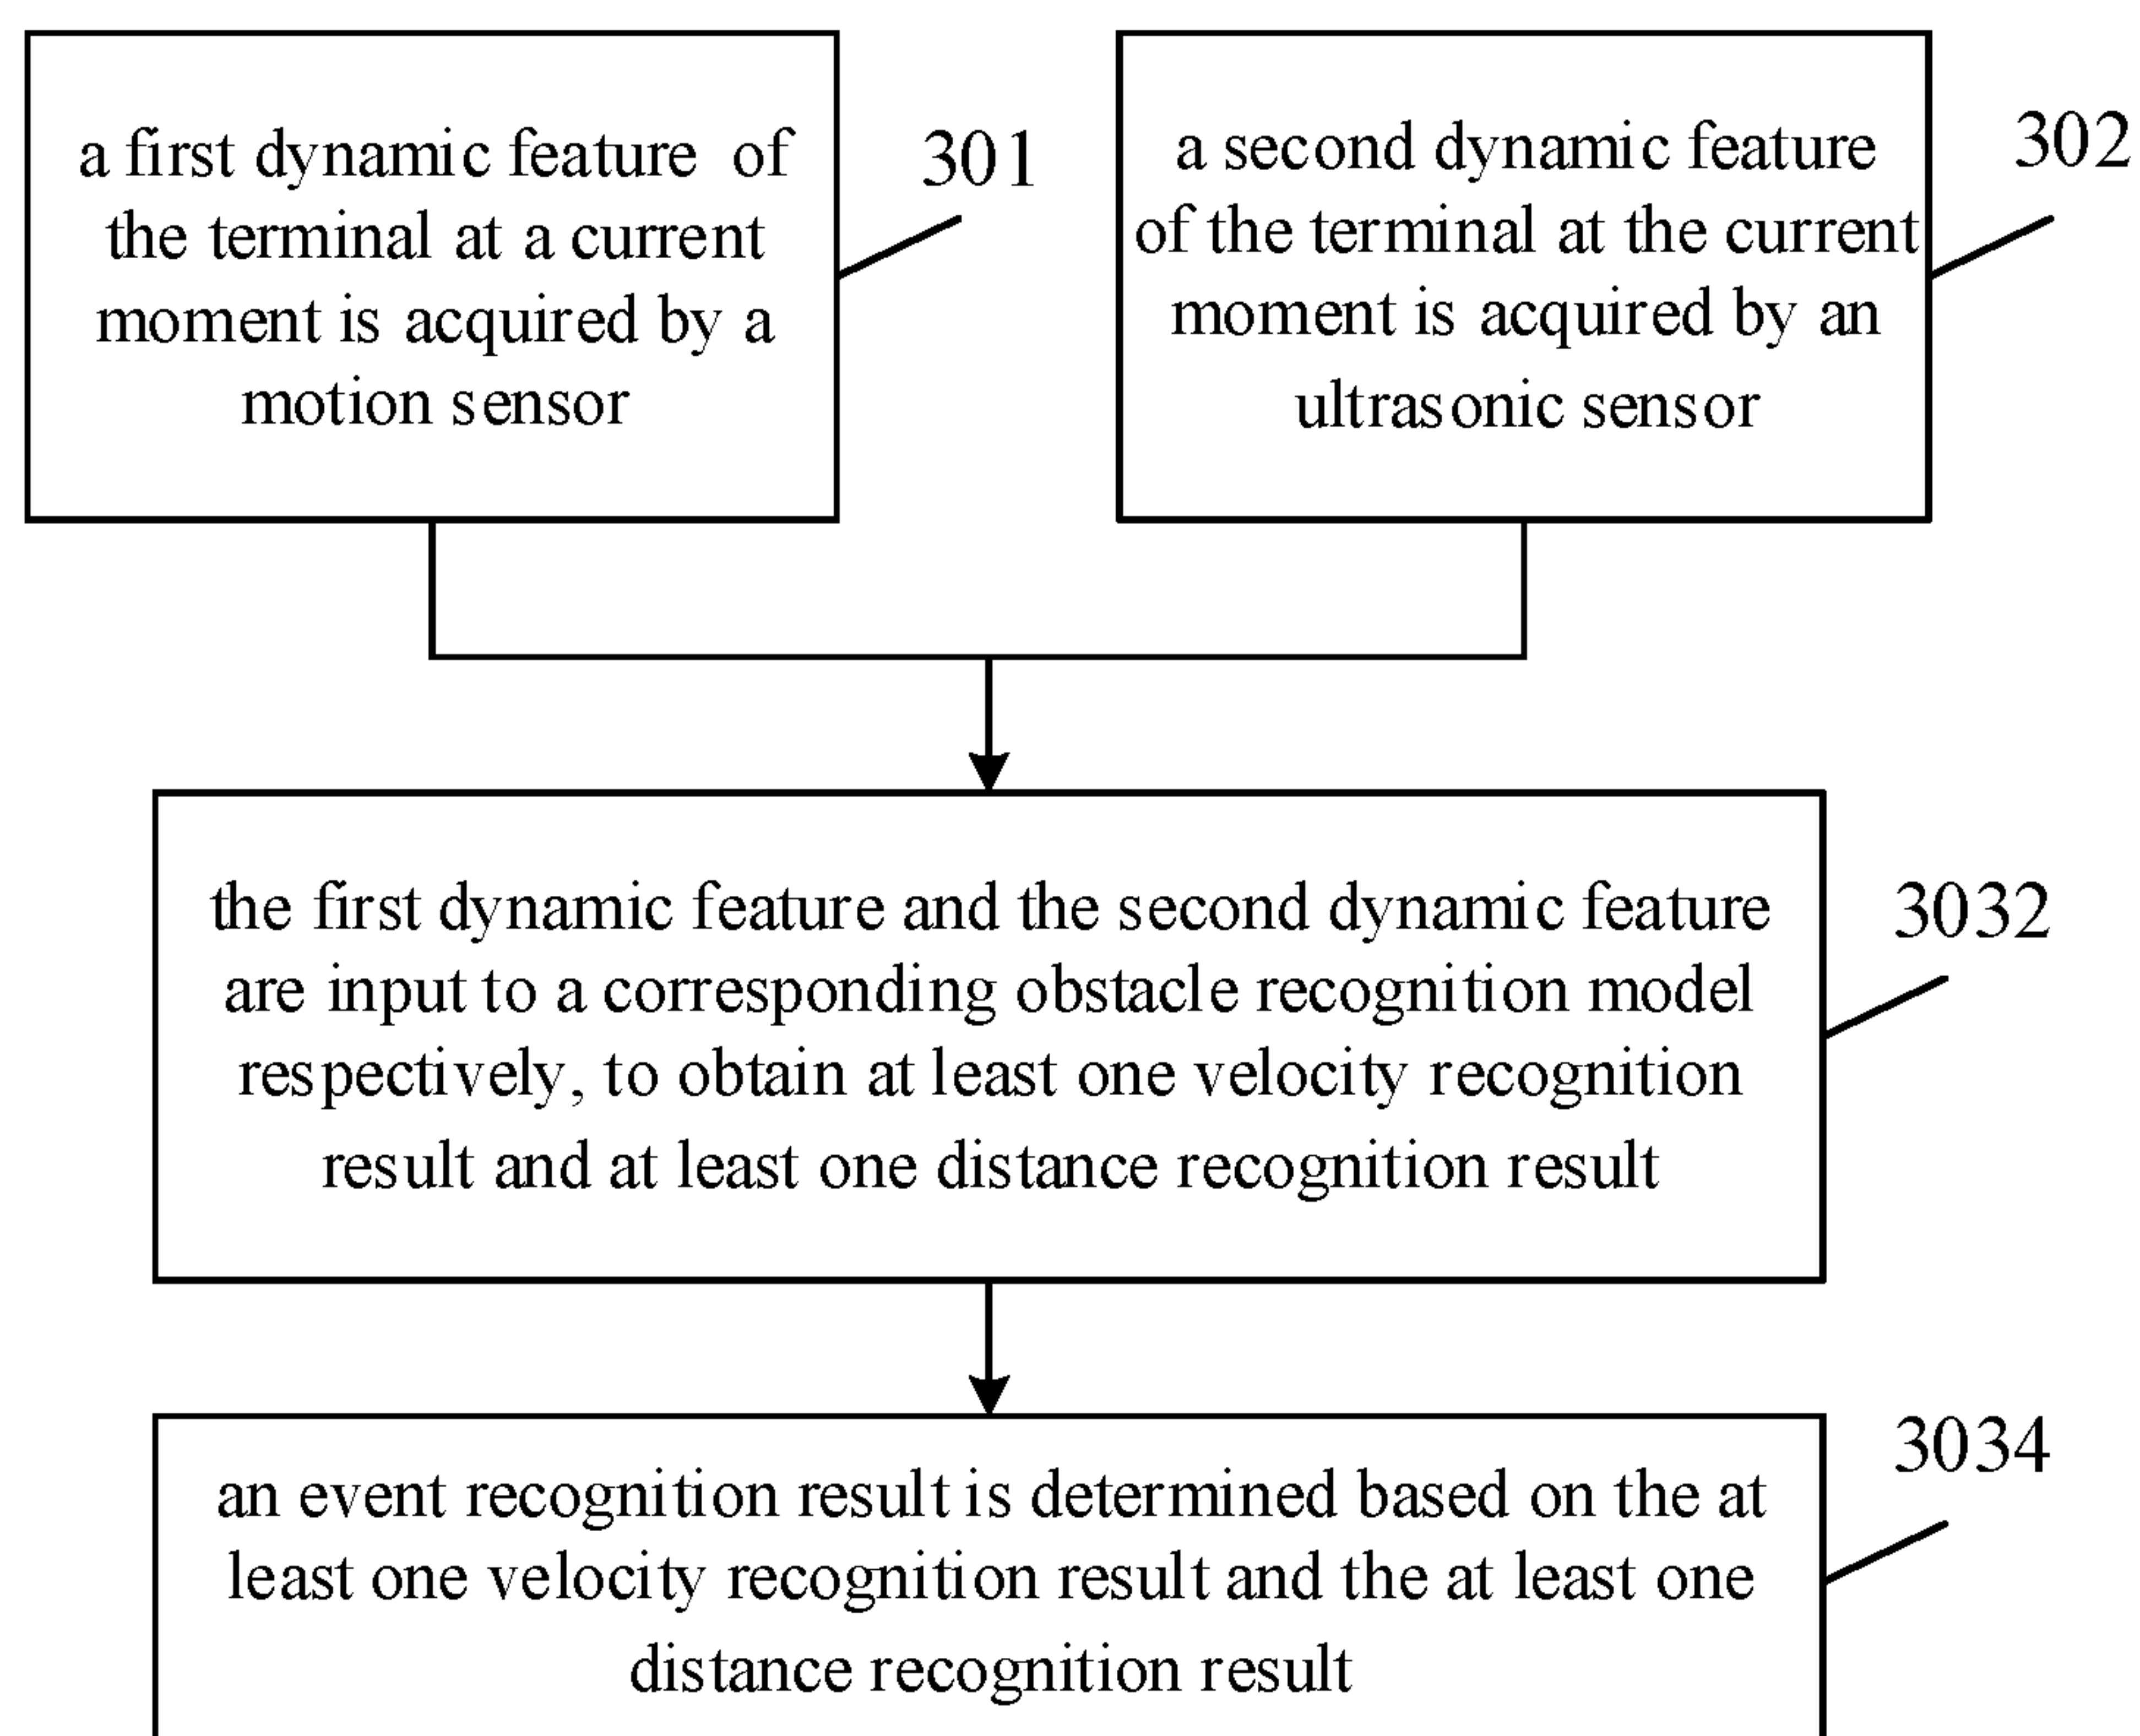 a first dynamic feature of
the terminal at a current
moment is acquired by a
motion sensor
301
a second dynamic feature
of the terminal at the current
moment is acquired by an
ultrasonic sensor
302
the first dynamic feature and the second dynamic feature
are input to a corresponding obstacle recognition model
respectively, to obtain at least one velocity recognition
result and at least one distance recognition result
3032
an event recognition result is determined based on the at
least one velocity recognition result and the at least one
distance recognition result
3034